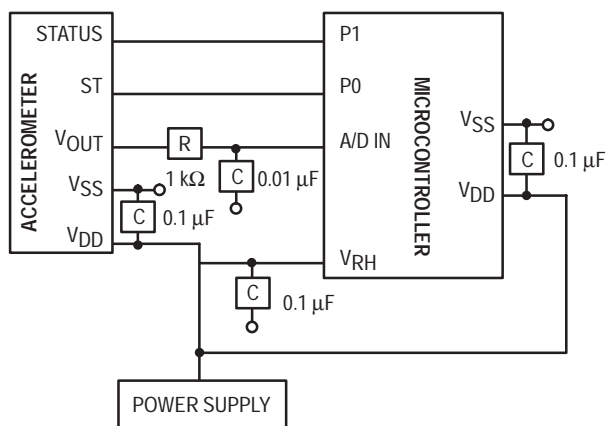 STATUS
ST
VOUT
VSS
VDD
ACCELEROMETER
R
1 kΩ
C
0.01 µF
C
0.1 µF
P1
P0
A/D IN
VRH
MICROCONTROLLER
VSS
VDD
C
0.1 µF
C
0.1 µF
POWER SUPPLY